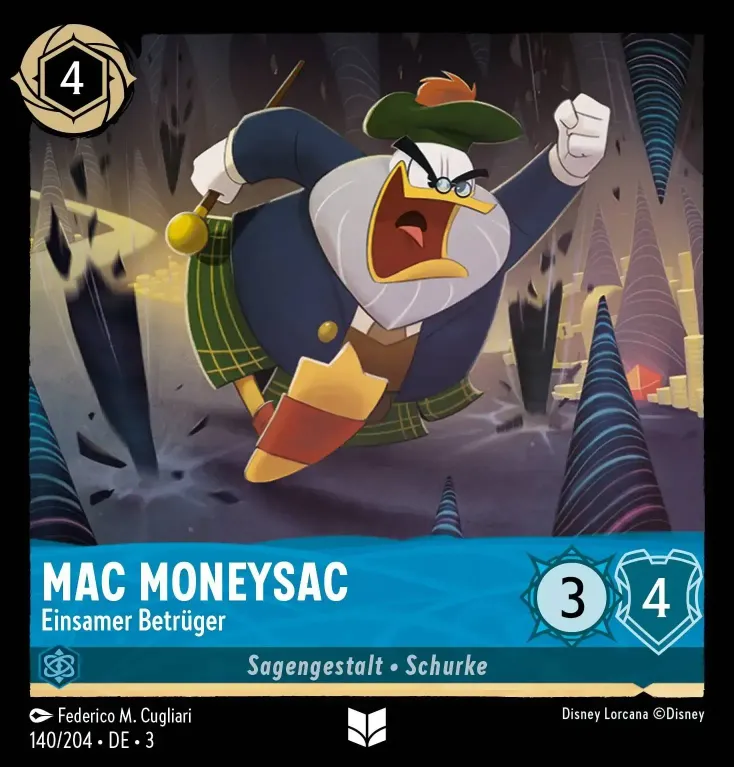 4
MAC MONEYSAC
Einsamer Betrüger
3
4
Sagengestalt • Schurke
Federico M. Cugliari
Disney Lorcana ©Disney
140/204 • DE • 3